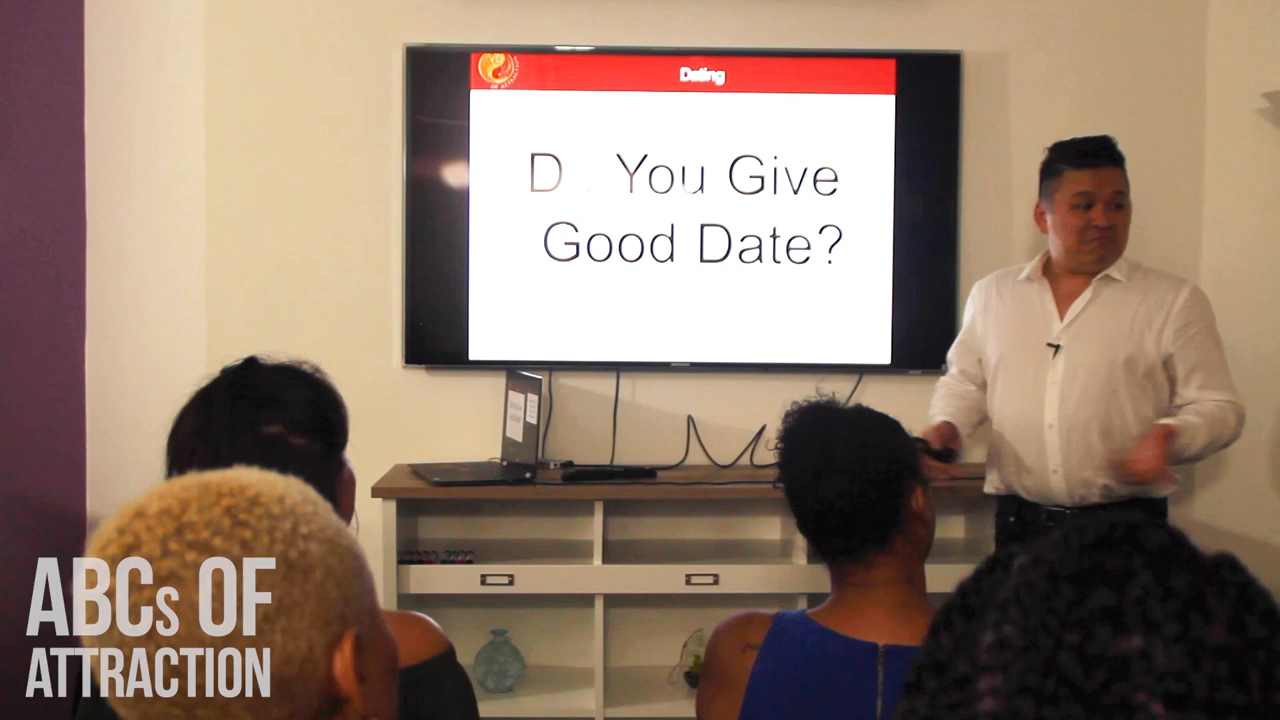 Dating
D. You Give
Good Date?
ABCs OF
ATTRACTION